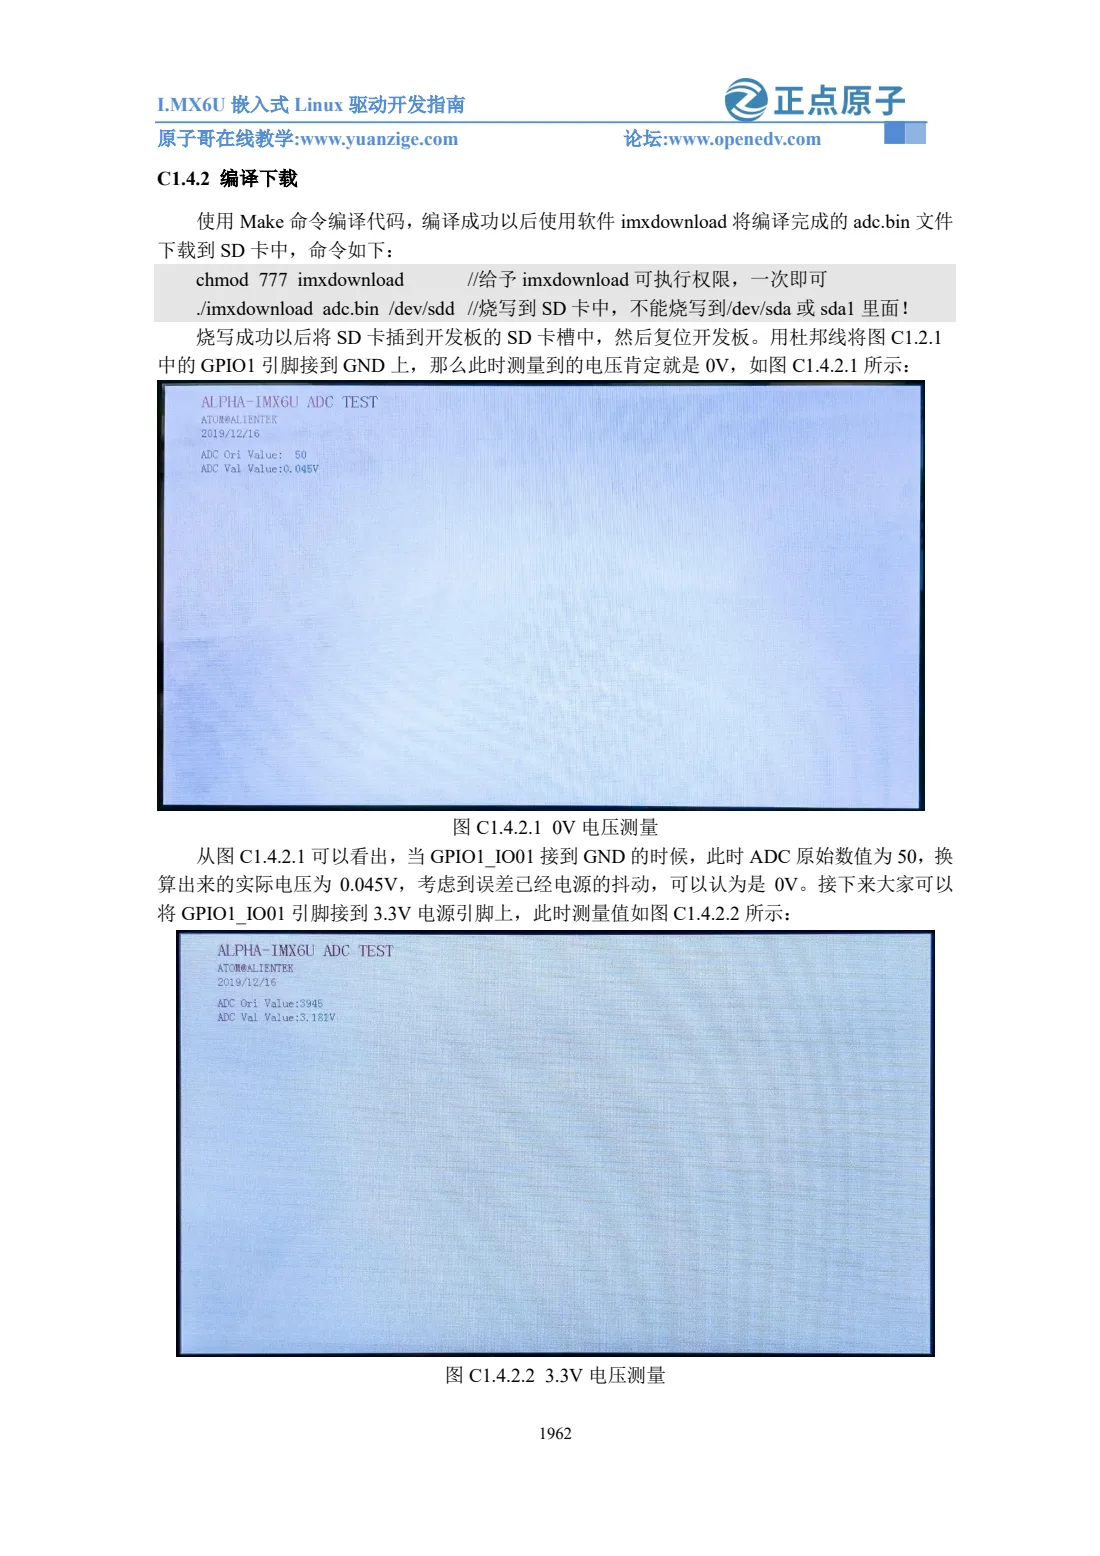 I.MX6U 嵌入式 Linux 驱动开发指南
正点原子
原子哥在线教学:www.yuanzige.com 论坛:www.openedv.com
C1.4.2 编译下载
使用 Make 命令编译代码，编译成功以后使用软件 imxdownload 将编译完成的 adc.bin 文件
下载到 SD 卡中，命令如下：
chmod 777 imxdownload //给予 imxdownload 可执行权限，一次即可
./imxdownload adc.bin /dev/sdd //烧写到 SD 卡中，不能烧写到/dev/sda 或 sda1 里面！
烧写成功以后将 SD 卡插到开发板的 SD 卡槽中，然后复位开发板。用杜邦线将图 C1.2.1
中的 GPIO1 引脚接到 GND 上，那么此时测量到的电压肯定就是 0V，如图 C1.4.2.1 所示：
ALPHA-IMX6U ADC TEST
ATOM@ALIENTEK
2019/12/16
ADC Ori Value: 50
ADC Val Value:0.045V
图 C1.4.2.1 0V 电压测量
从图 C1.4.2.1 可以看出，当 GPIO1_IO01 接到 GND 的时候，此时 ADC 原始数值为 50，换
算出来的实际电压为 0.045V，考虑到误差已经电源的抖动，可以认为是 0V。接下来大家可以
将 GPIO1_IO01 引脚接到 3.3V 电源引脚上，此时测量值如图 C1.4.2.2 所示：
ALPHA-IMX6U ADC TEST
ATOM@ALIENTEK
2019/12/16
ADC Ori Value:3945
ADC Val Value:3.181V
图 C1.4.2.2 3.3V 电压测量
1962